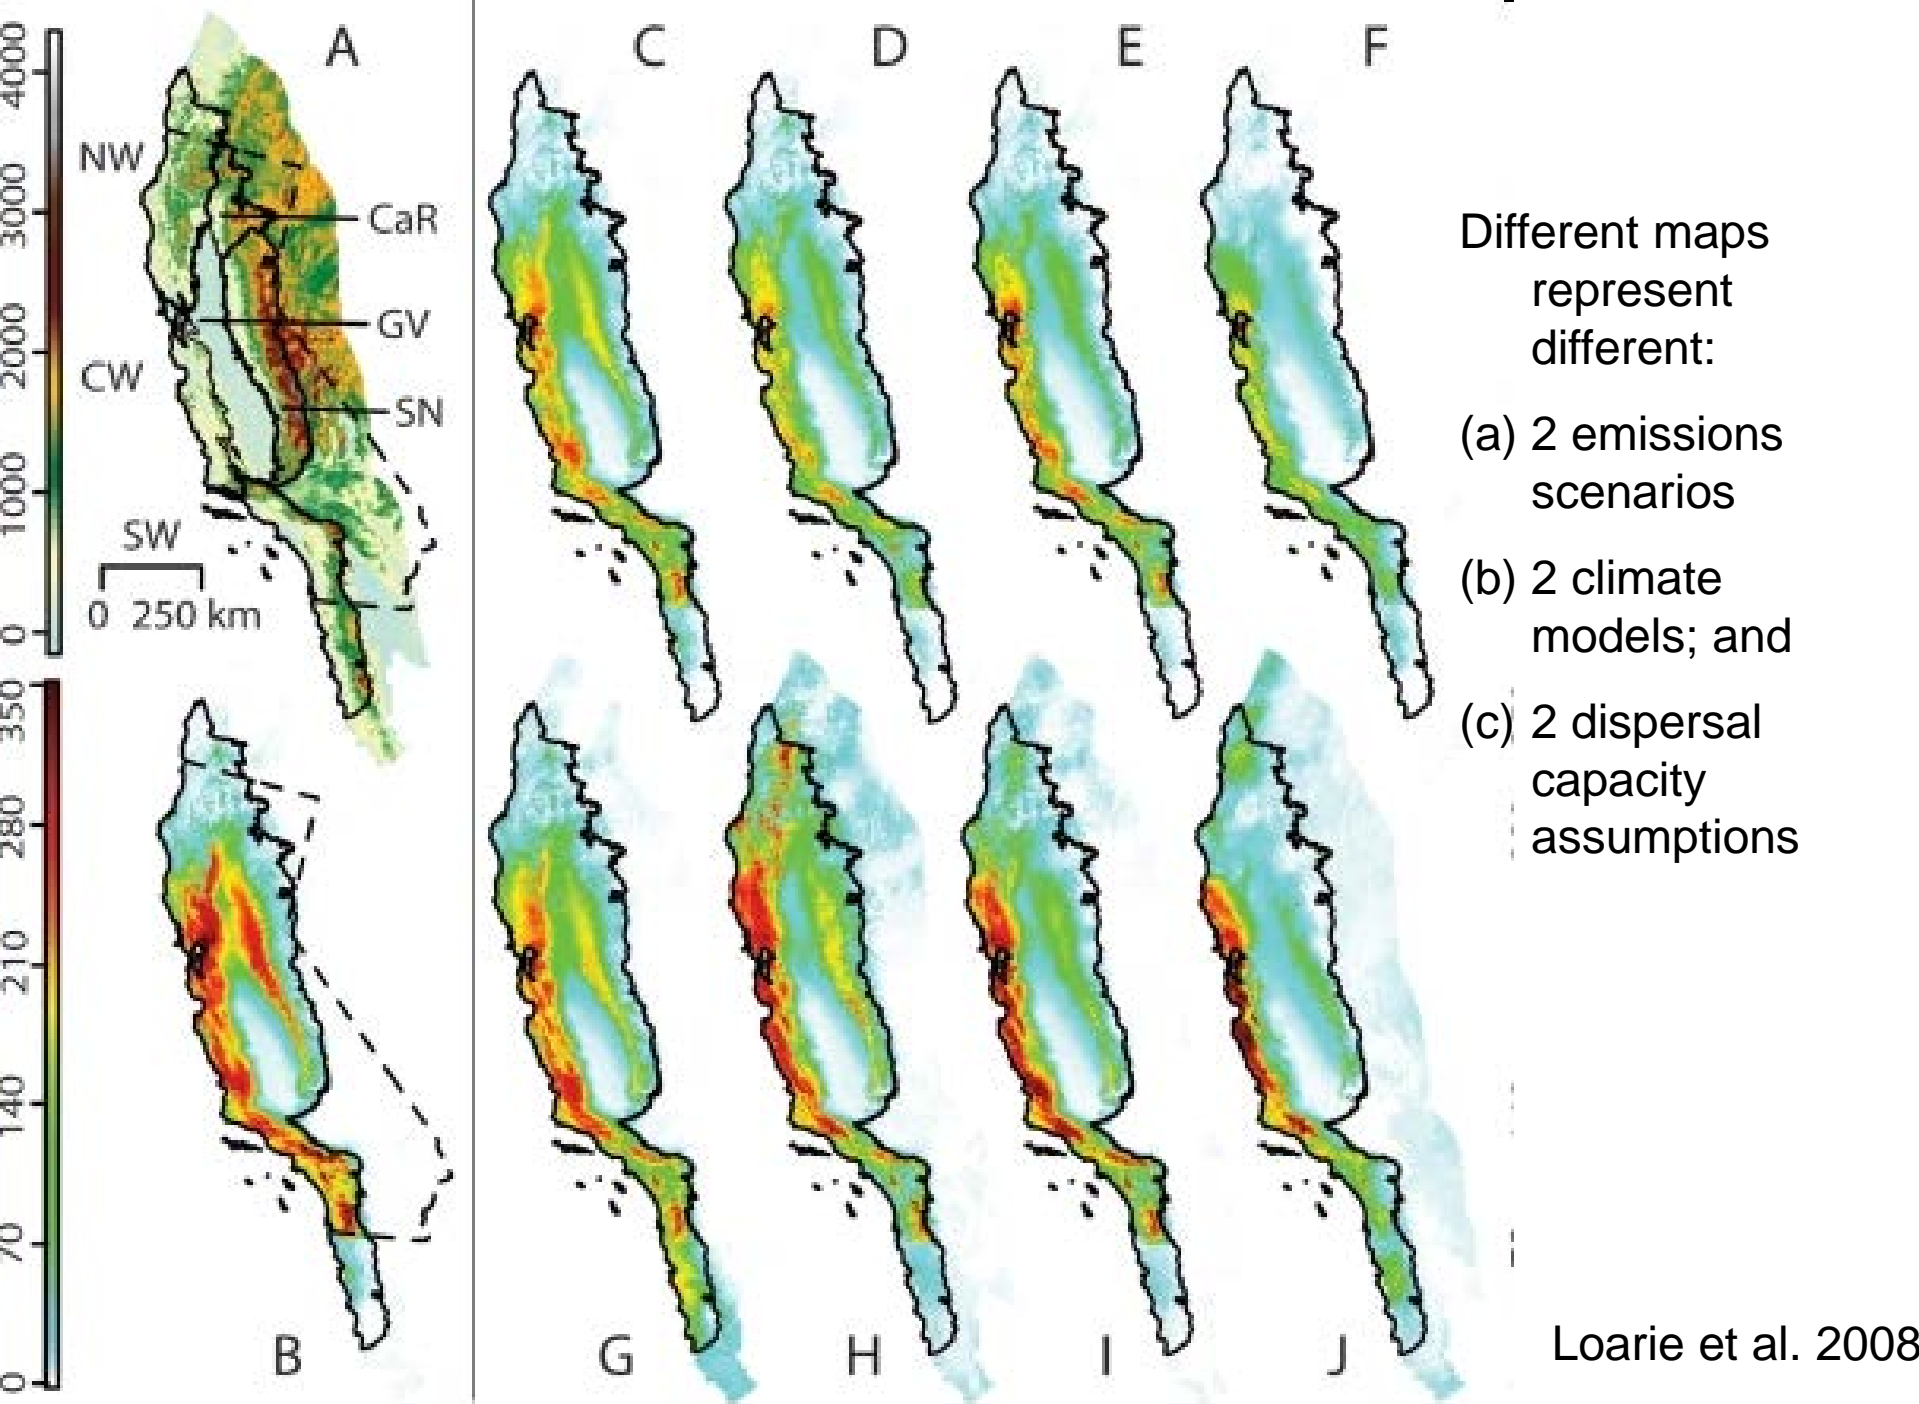 A
C
D
E
F
4000
3000
2000
1000
0
NW
CaR
GV
CW
SN
SW
0 250 km
350
280
210
140
70
0
B
G
H
I
J
Different maps
represent
different:
(a) 2 emissions
scenarios
(b) 2 climate
models; and
(c) 2 dispersal
capacity
assumptions
Loarie et al. 2008